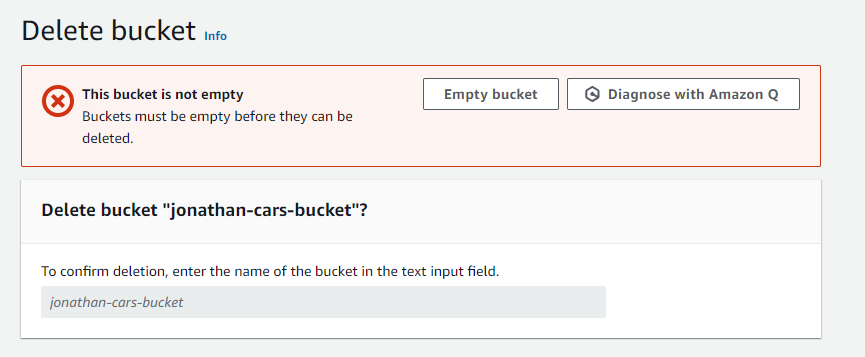 Delete bucket Info
This bucket is not empty
Buckets must be empty before they can be
deleted.
Empty bucket
Diagnose with Amazon Q
Delete bucket "jonathan-cars-bucket"?
To confirm deletion, enter the name of the bucket in the text input field.
jonathan-cars-bucket